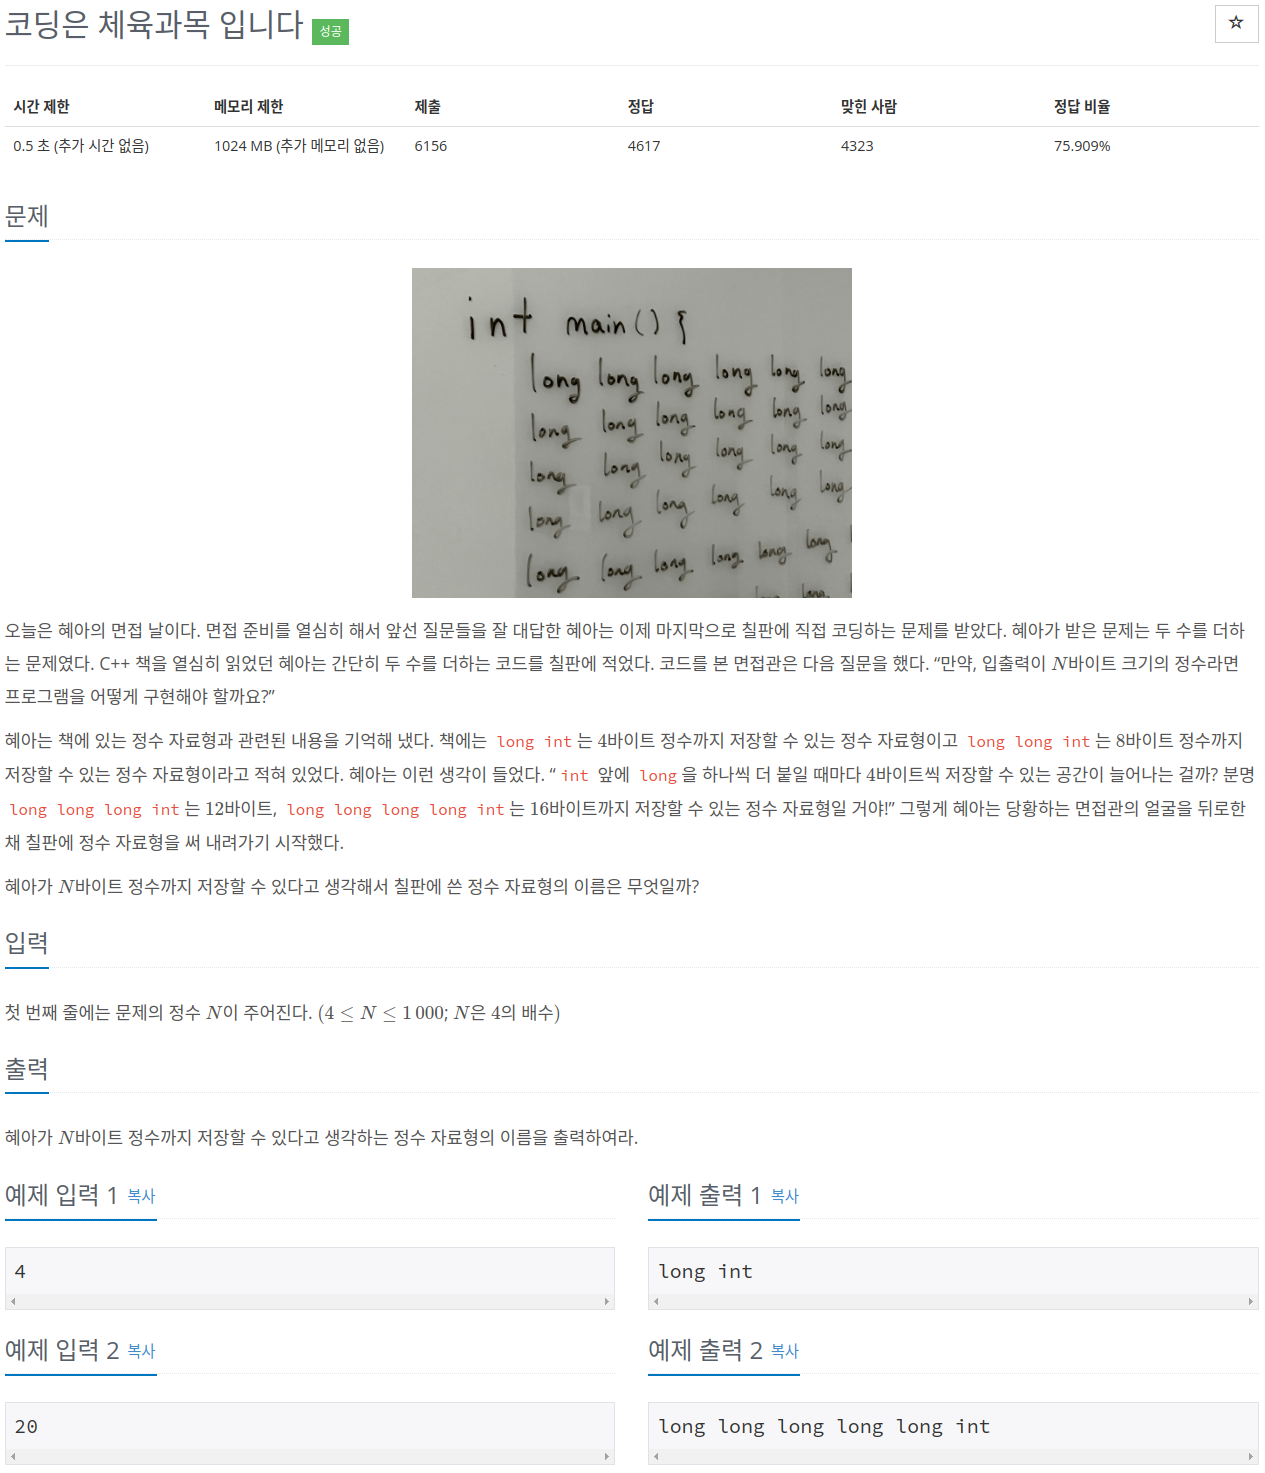 코딩은 체육과목 입니다 성공
☆
시간 제한 메모리 제한 제출 정답 맞힌 사람 정답 비율
0.5 초 (추가 시간 없음) 1024 MB (추가 메모리 없음) 6156 4617 4323 75.909%
문제
int main() {
long long long long long long
long long long long long long
long long long long long long
long long long long long long
long long long long long long
long long
오늘은 혜아의 면접 날이다. 면접 준비를 열심히 해서 앞선 질문들을 잘 대답한 혜아는 이제 마지막으로 칠판에 직접 코딩하는 문제를 받았다. 혜아가 받은 문제는 두 수를 더하
는 문제였다. C++ 책을 열심히 읽었던 혜아는 간단히 두 수를 더하는 코드를 칠판에 적었다. 코드를 본 면접관은 다음 질문을 했다. “만약, 입출력이 N바이트 크기의 정수라면
프로그램을 어떻게 구현해야 할까요?”
혜아는 책에 있는 정수 자료형과 관련된 내용을 기억해 냈다. 책에는 long int는 4바이트 정수까지 저장할 수 있는 정수 자료형이고 long long int는 8바이트 정수까지
저장할 수 있는 정수 자료형이라고 적혀 있었다. 혜아는 이런 생각이 들었다. “int 앞에 long을 하나씩 더 붙일 때마다 4바이트씩 저장할 수 있는 공간이 늘어나는 걸까? 분명
long long long int는 12바이트, long long long long int는 16바이트까지 저장할 수 있는 정수 자료형일 거야!” 그렇게 혜아는 당황하는 면접관의 얼굴을 뒤로한
채 칠판에 정수 자료형을 써 내려가기 시작했다.
혜아가 N바이트 정수까지 저장할 수 있다고 생각해서 칠판에 쓴 정수 자료형의 이름은 무엇일까?
입력
첫 번째 줄에는 문제의 정수 N이 주어진다. (4 ≤ N ≤ 1 000; N은 4의 배수)
출력
혜아가 N바이트 정수까지 저장할 수 있다고 생각하는 정수 자료형의 이름을 출력하여라.
예제 입력 1 복사
4
예제 출력 1 복사
long int
예제 입력 2 복사
20
예제 출력 2 복사
long long long long long int